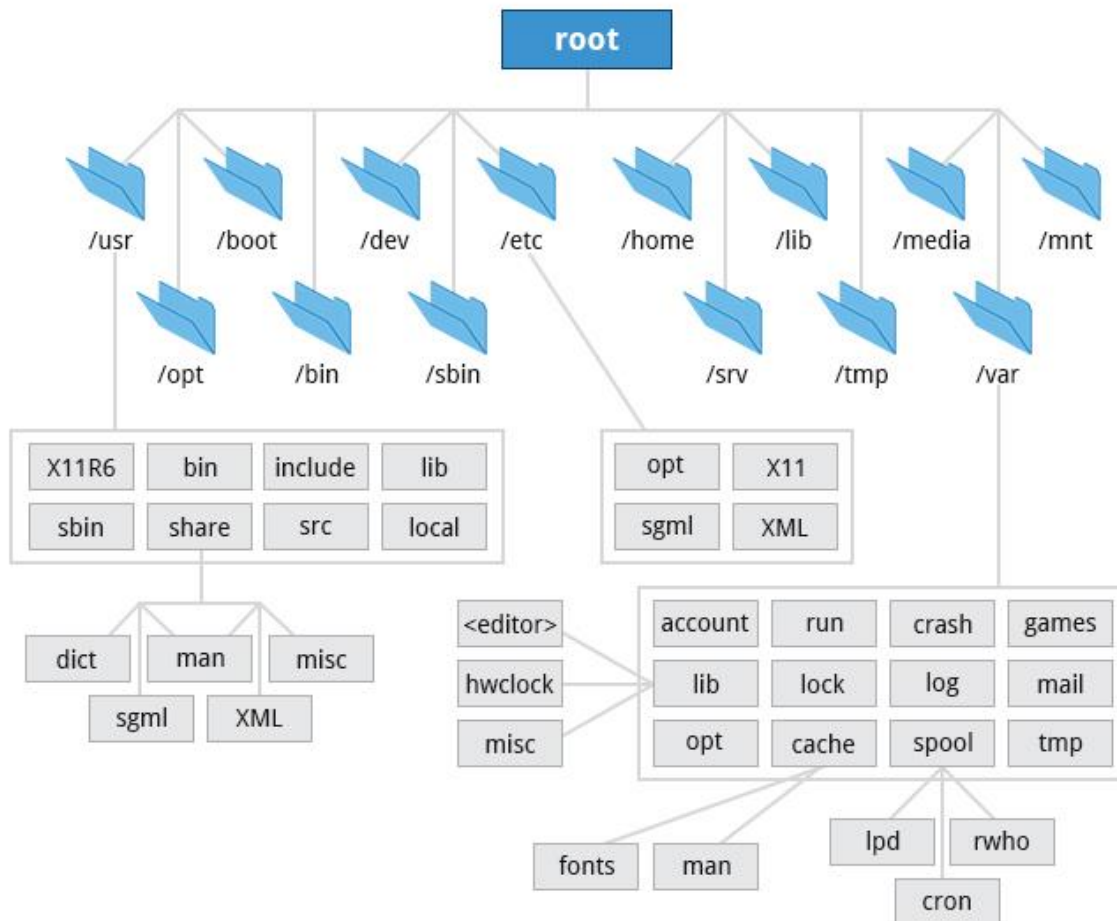 root
/usr
/boot
/dev
/etc
/home
/lib
/media
/mnt
/opt
/bin
/sbin
/srv
/tmp
/var
X11R6 bin include lib
sbin share src local
opt X11
sgml XML
dict man misc
sgml XML
<editor>
hwclock
misc
account run crash games
lib lock log mail
opt cache spool tmp
fonts man
lpd rwho
cron